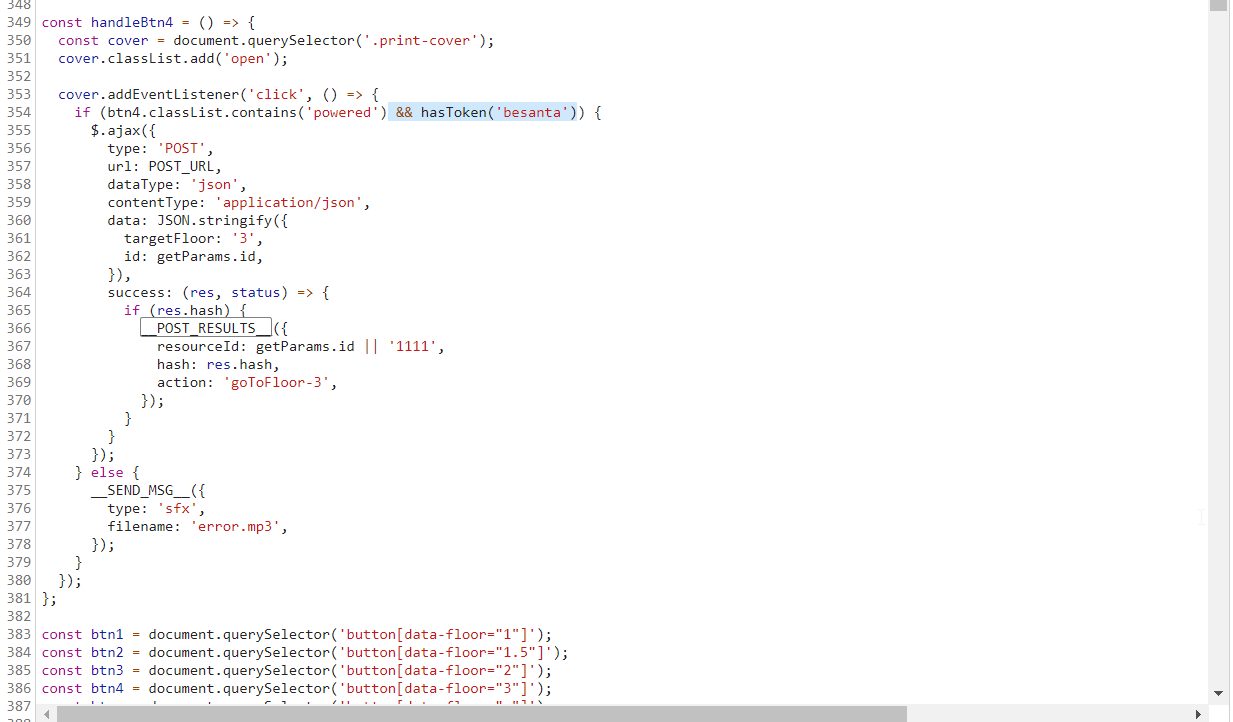 348
349 const handleBtn4 = () => {
350   const cover = document.querySelector('.print-cover');
351   cover.classList.add('open');
352
353   cover.addEventListener('click', () => {
354     if (btn4.classList.contains('powered') && hasToken('besanta')) {
355       $.ajax({
356         type: 'POST',
357         url: POST_URL,
358         dataType: 'json',
359         contentType: 'application/json',
360         data: JSON.stringify({
361           targetFloor: '3',
362           id: getParams.id,
363         }),
364         success: (res, status) => {
365           if (res.hash) {
366             __POST_RESULTS__({
367               resourceId: getParams.id || '1111',
368               hash: res.hash,
369               action: 'goToFloor-3',
370             });
371           }
372         }
373       });
374     } else {
375       __SEND_MSG__({
376         type: 'sfx',
377         filename: 'error.mp3',
378       });
379     }
380   });
381 };
382
383 const btn1 = document.querySelector('button[data-floor="1"]');
384 const btn2 = document.querySelector('button[data-floor="1.5"]');
385 const btn3 = document.querySelector('button[data-floor="2"]');
386 const btn4 = document.querySelector('button[data-floor="3"]');
387